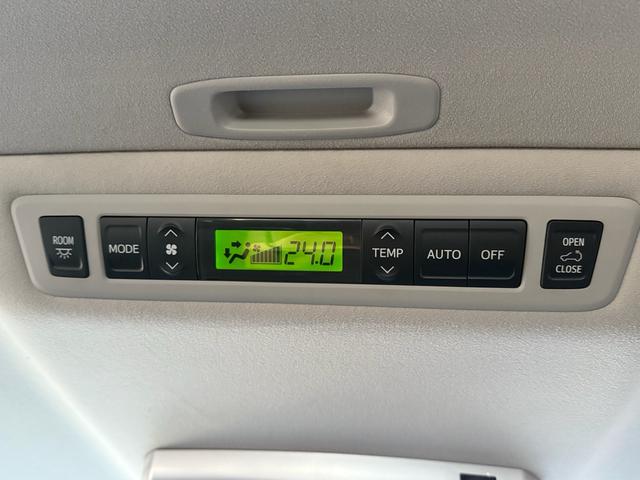 ROOM
MODE
24.0
TEMP
AUTO
OFF
OPEN
CLOSE